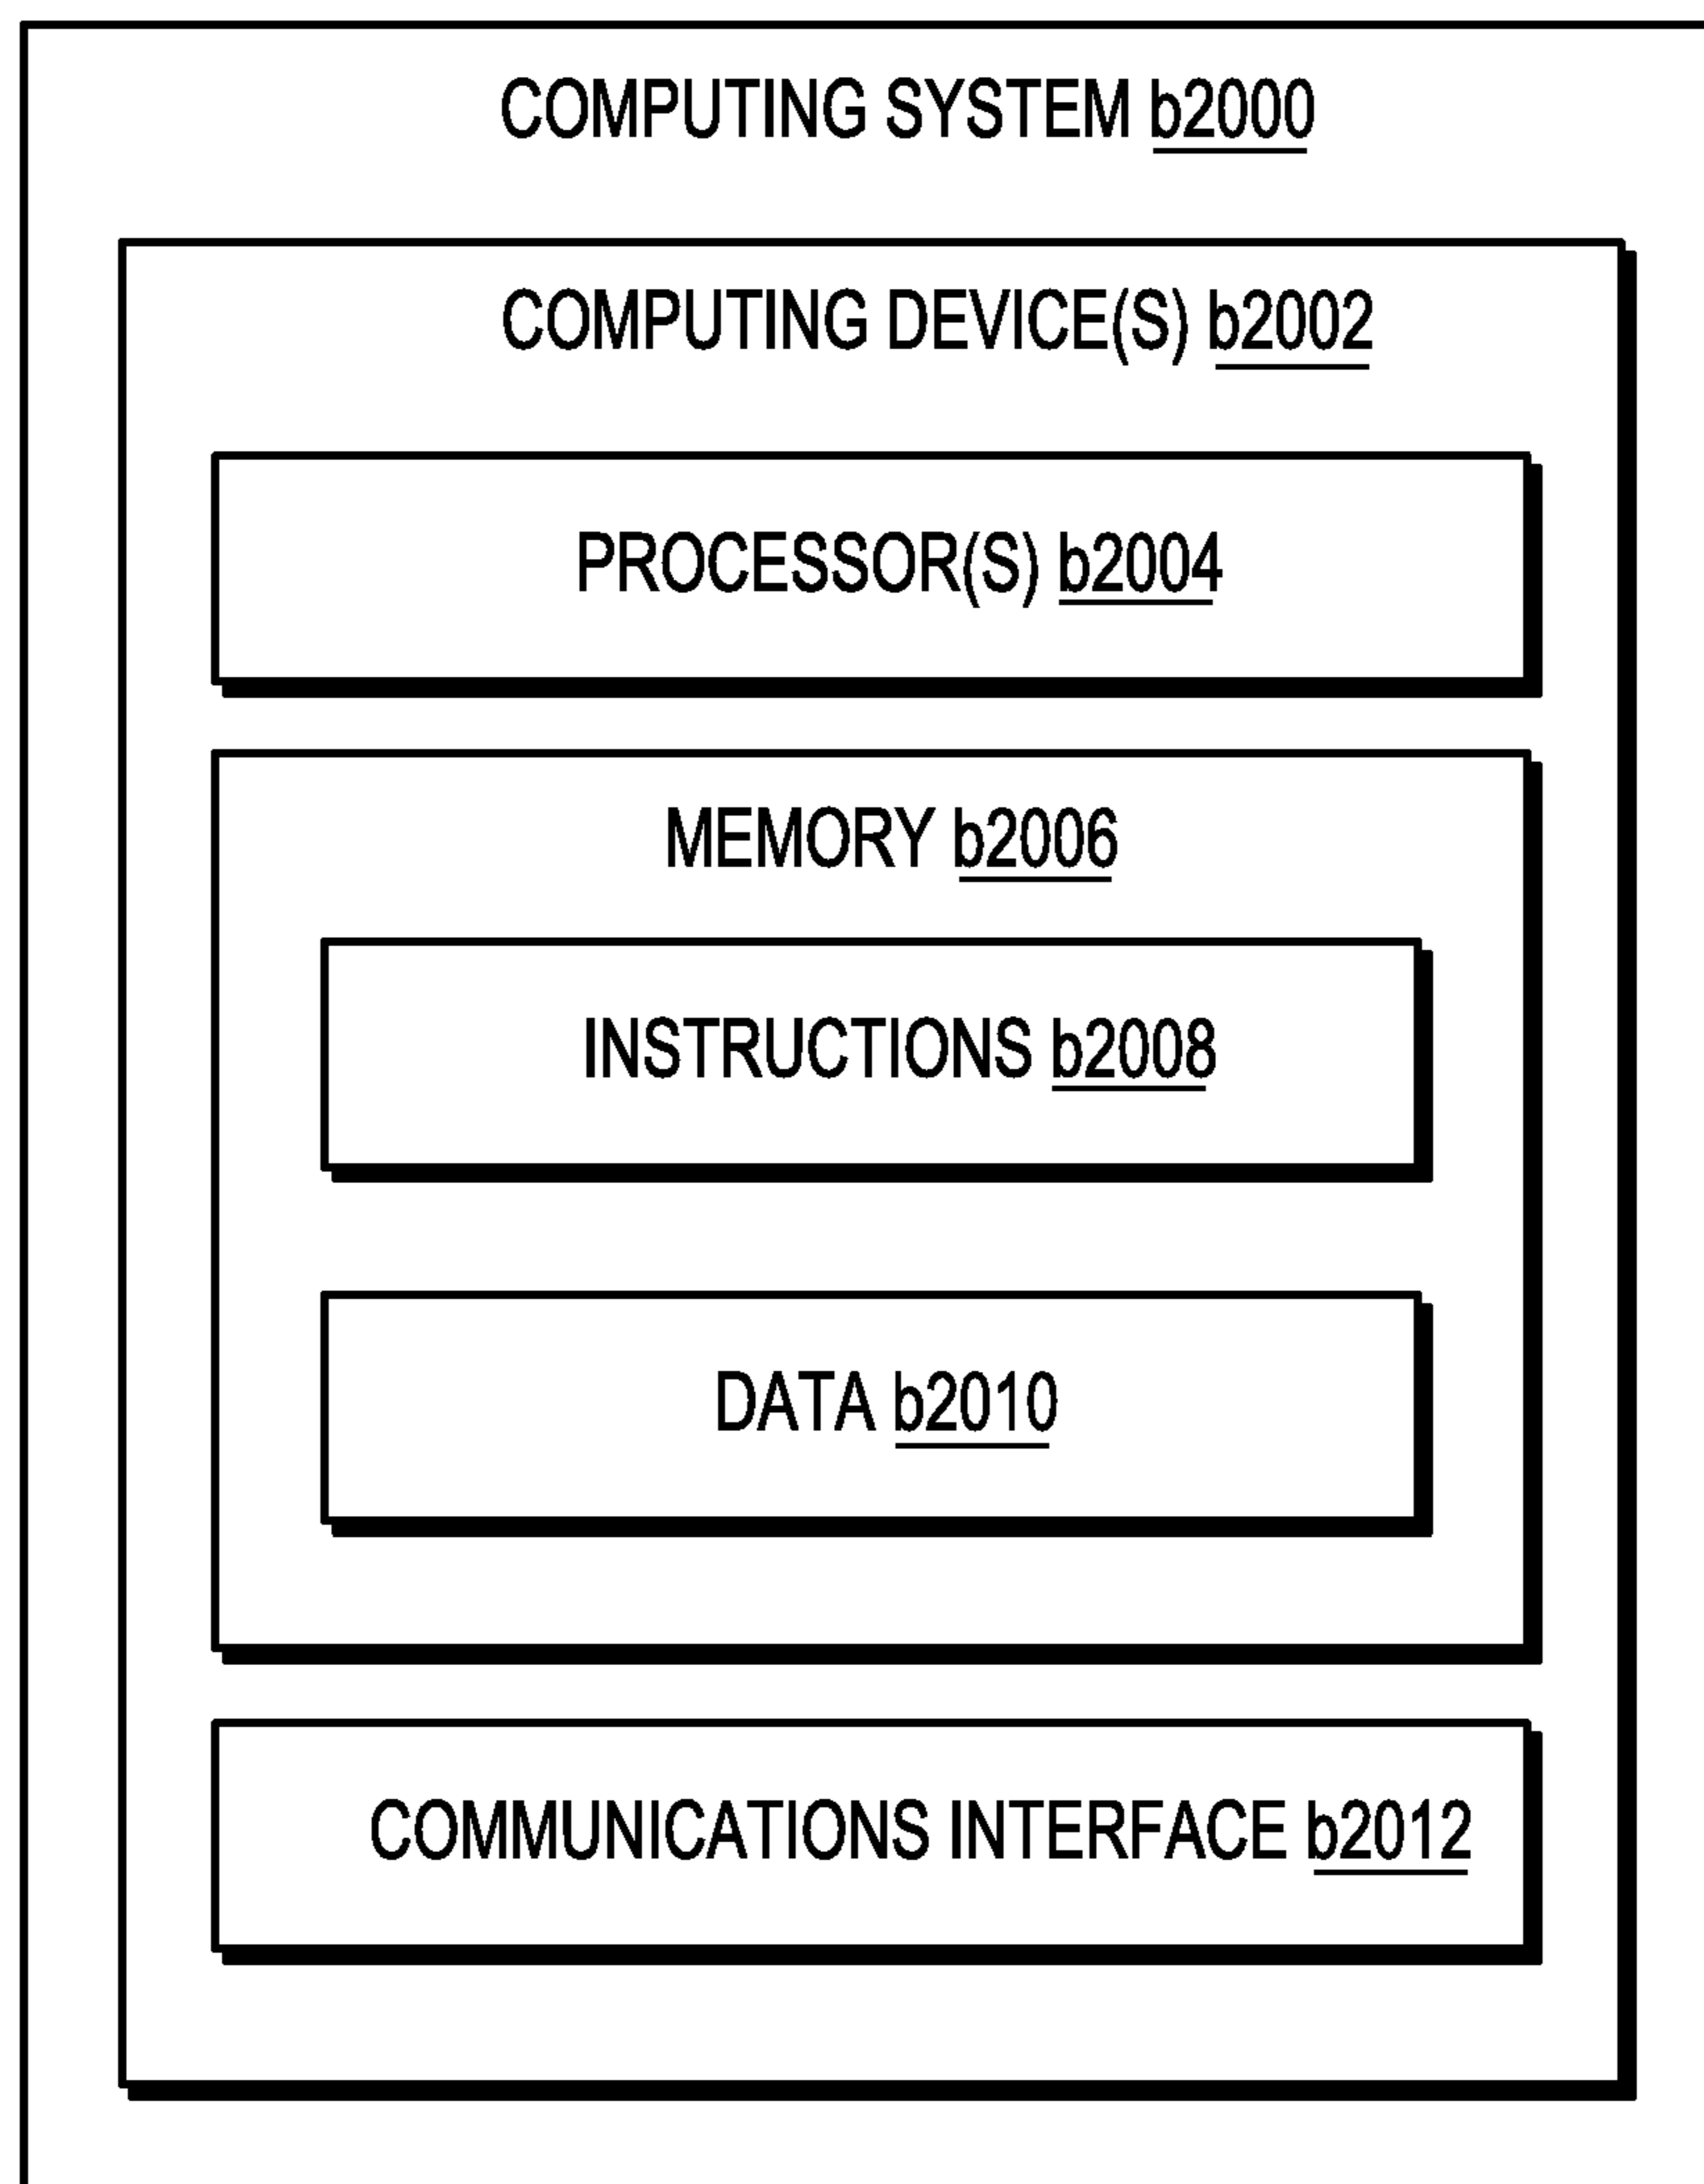 COMPUTING SYSTEM b2000
COMPUTING DEVICE(S) b2002
PROCESSOR(S) b2004
MEMORY b2006
INSTRUCTIONS b2008
DATA b2010
COMMUNICATIONS INTERFACE b2012